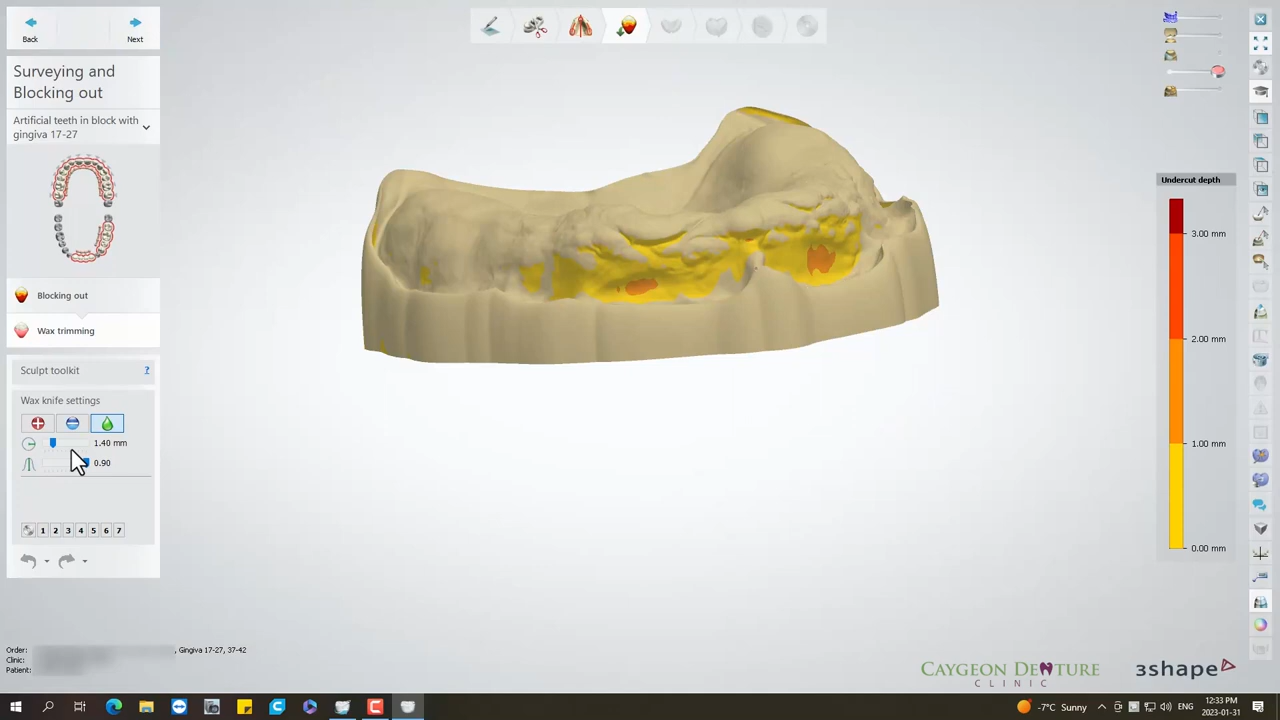 Back
Next
Surveying and
Blocking out
Artificial teeth in block with
gingiva 17-27
Blocking out
Wax trimming
Sculpt toolkit
?
Wax knife settings
1.40 mm
0.90
1 2 3 4 5 6 7
Order:
, Gingiva 17-27, 37-42
Clinic:
Patient:
Undercut depth
3.00 mm
2.00 mm
1.00 mm
0.00 mm
CAYGEON DENTURE
CLINIC
3shape
-7°C Sunny
ENG
12:33 PM
2023-01-31